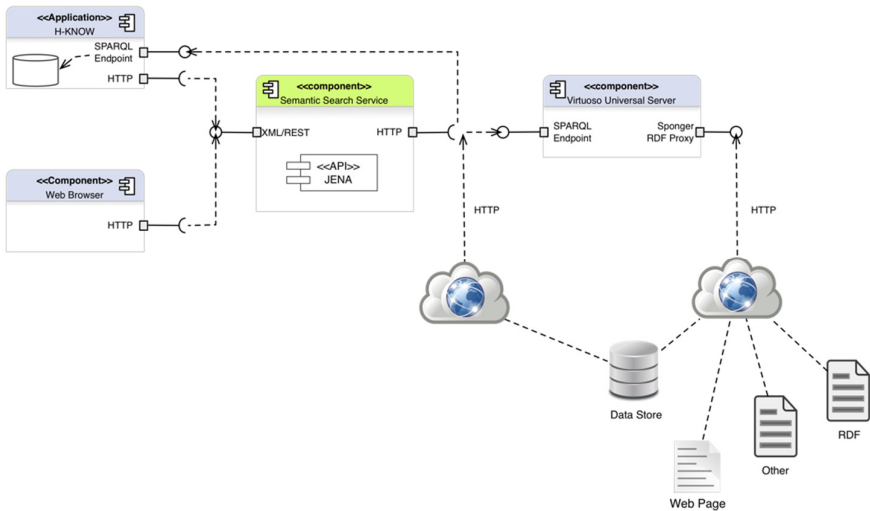 <<Application>>
H-KNOW
SPARQL
Endpoint
HTTP
<<component>>
Semantic Search Service
XML/REST
HTTP
<<API>>
JENA
<<component>>
Virtuoso Universal Server
SPARQL
Endpoint
Sponger
RDF Proxy
<<Component>>
Web Browser
HTTP
HTTP
HTTP
Data Store
RDF
Other
Web Page